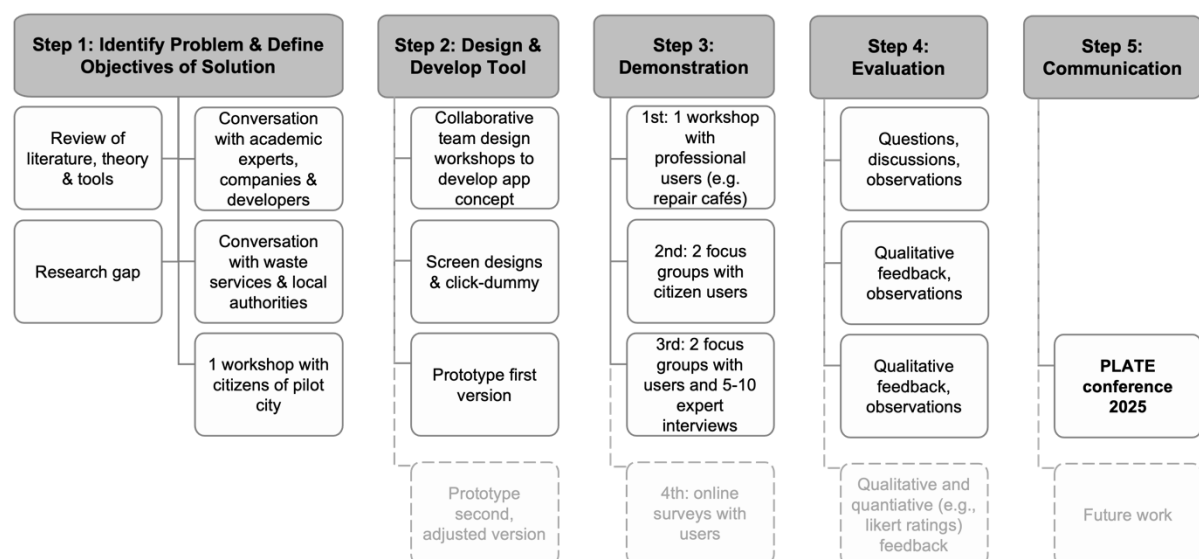 Step 1: Identify Problem & Define
Objectives of Solution
Review of
literature, theory
& tools
Research gap
Conversation
with academic
experts,
companies &
developers
Conversation
with waste
services & local
authorities
1 workshop with
citizens of pilot
city
Step 2: Design &
Develop Tool
Collaborative
team design
workshops to
develop app
concept
Screen designs
& click-dummy
Prototype first
version
Prototype
second,
adjusted version
Step 3:
Demonstration
1st: 1 workshop
with
professional
users (e.g.
repair cafés)
2nd: 2 focus
groups with
citizen users
3rd: 2 focus
groups with
users and 5-10
expert
interviews
4th: online
surveys with
users
Step 4:
Evaluation
Questions,
discussions,
observations
Qualitative
feedback,
observations
Qualitative
feedback,
observations
Qualitative and
quantiative (e.g.,
likert ratings)
feedback
Step 5:
Communication
PLATE
conference
2025
Future work